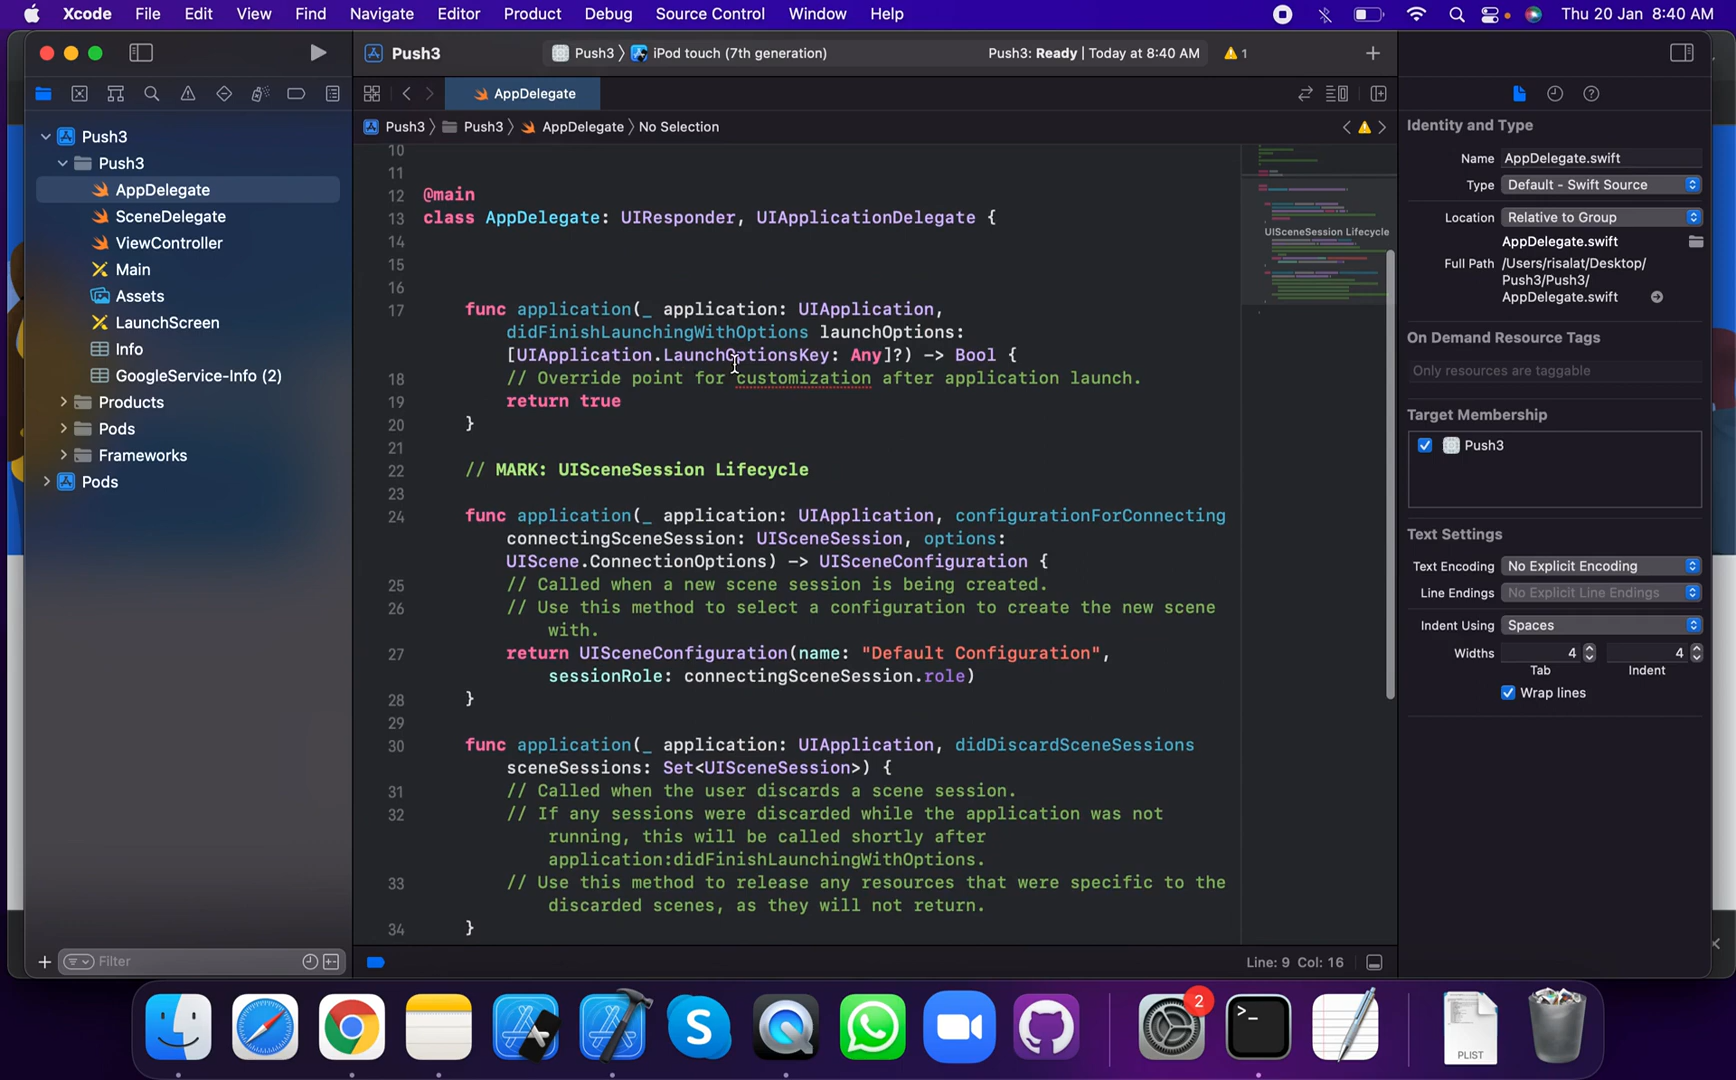 Xcode File Edit View Find Navigate Editor Product Debug Source Control Window Help Thu 20 Jan 8:40 AM
Push3
Push3 〉 iPod touch (7th generation)
Push3: Ready | Today at 8:40 AM
1
AppDelegate
Push3 〉 Push3 〉 AppDelegate 〉 No Selection
Push3
Push3
AppDelegate
SceneDelegate
ViewController
Main
Assets
LaunchScreen
Info
GoogleService-Info (2)
Products
Pods
Frameworks
Pods
Filter
10
11
12 @main
13 class AppDelegate: UIResponder, UIApplicationDelegate {
14
15
16
17 func application(_ application: UIApplication,
didFinishLaunchingWithOptions launchOptions:
[UIApplication.LaunchOptionsKey: Any]?) -> Bool {
18 // Override point for customization after application launch.
19 return true
20 }
21
22 // MARK: UISceneSession Lifecycle
23
24 func application(_ application: UIApplication, configurationForConnecting
connectingSceneSession: UISceneSession, options:
UIScene.ConnectionOptions) -> UISceneConfiguration {
25 // Called when a new scene session is being created.
26 // Use this method to select a configuration to create the new scene
with.
27 return UISceneConfiguration(name: "Default Configuration",
sessionRole: connectingSceneSession.role)
28 }
29
30 func application(_ application: UIApplication, didDiscardSceneSessions
sceneSessions: Set<UISceneSession>) {
31 // Called when the user discards a scene session.
32 // If any sessions were discarded while the application was not
running, this will be called shortly after
application:didFinishLaunchingWithOptions.
33 // Use this method to release any resources that were specific to the
discarded scenes, as they will not return.
34 }
UISceneSession Lifecycle
Line: 9 Col: 16
Identity and Type
Name AppDelegate.swift
Type Default - Swift Source
Location Relative to Group
AppDelegate.swift
Full Path /Users/risalat/Desktop/
Push3/Push3/
AppDelegate.swift
On Demand Resource Tags
Only resources are taggable
Target Membership
Push3
Text Settings
Text Encoding No Explicit Encoding
Line Endings No Explicit Line Endings
Indent Using Spaces
Widths 4 4
Tab Indent
Wrap lines
2
PLIST